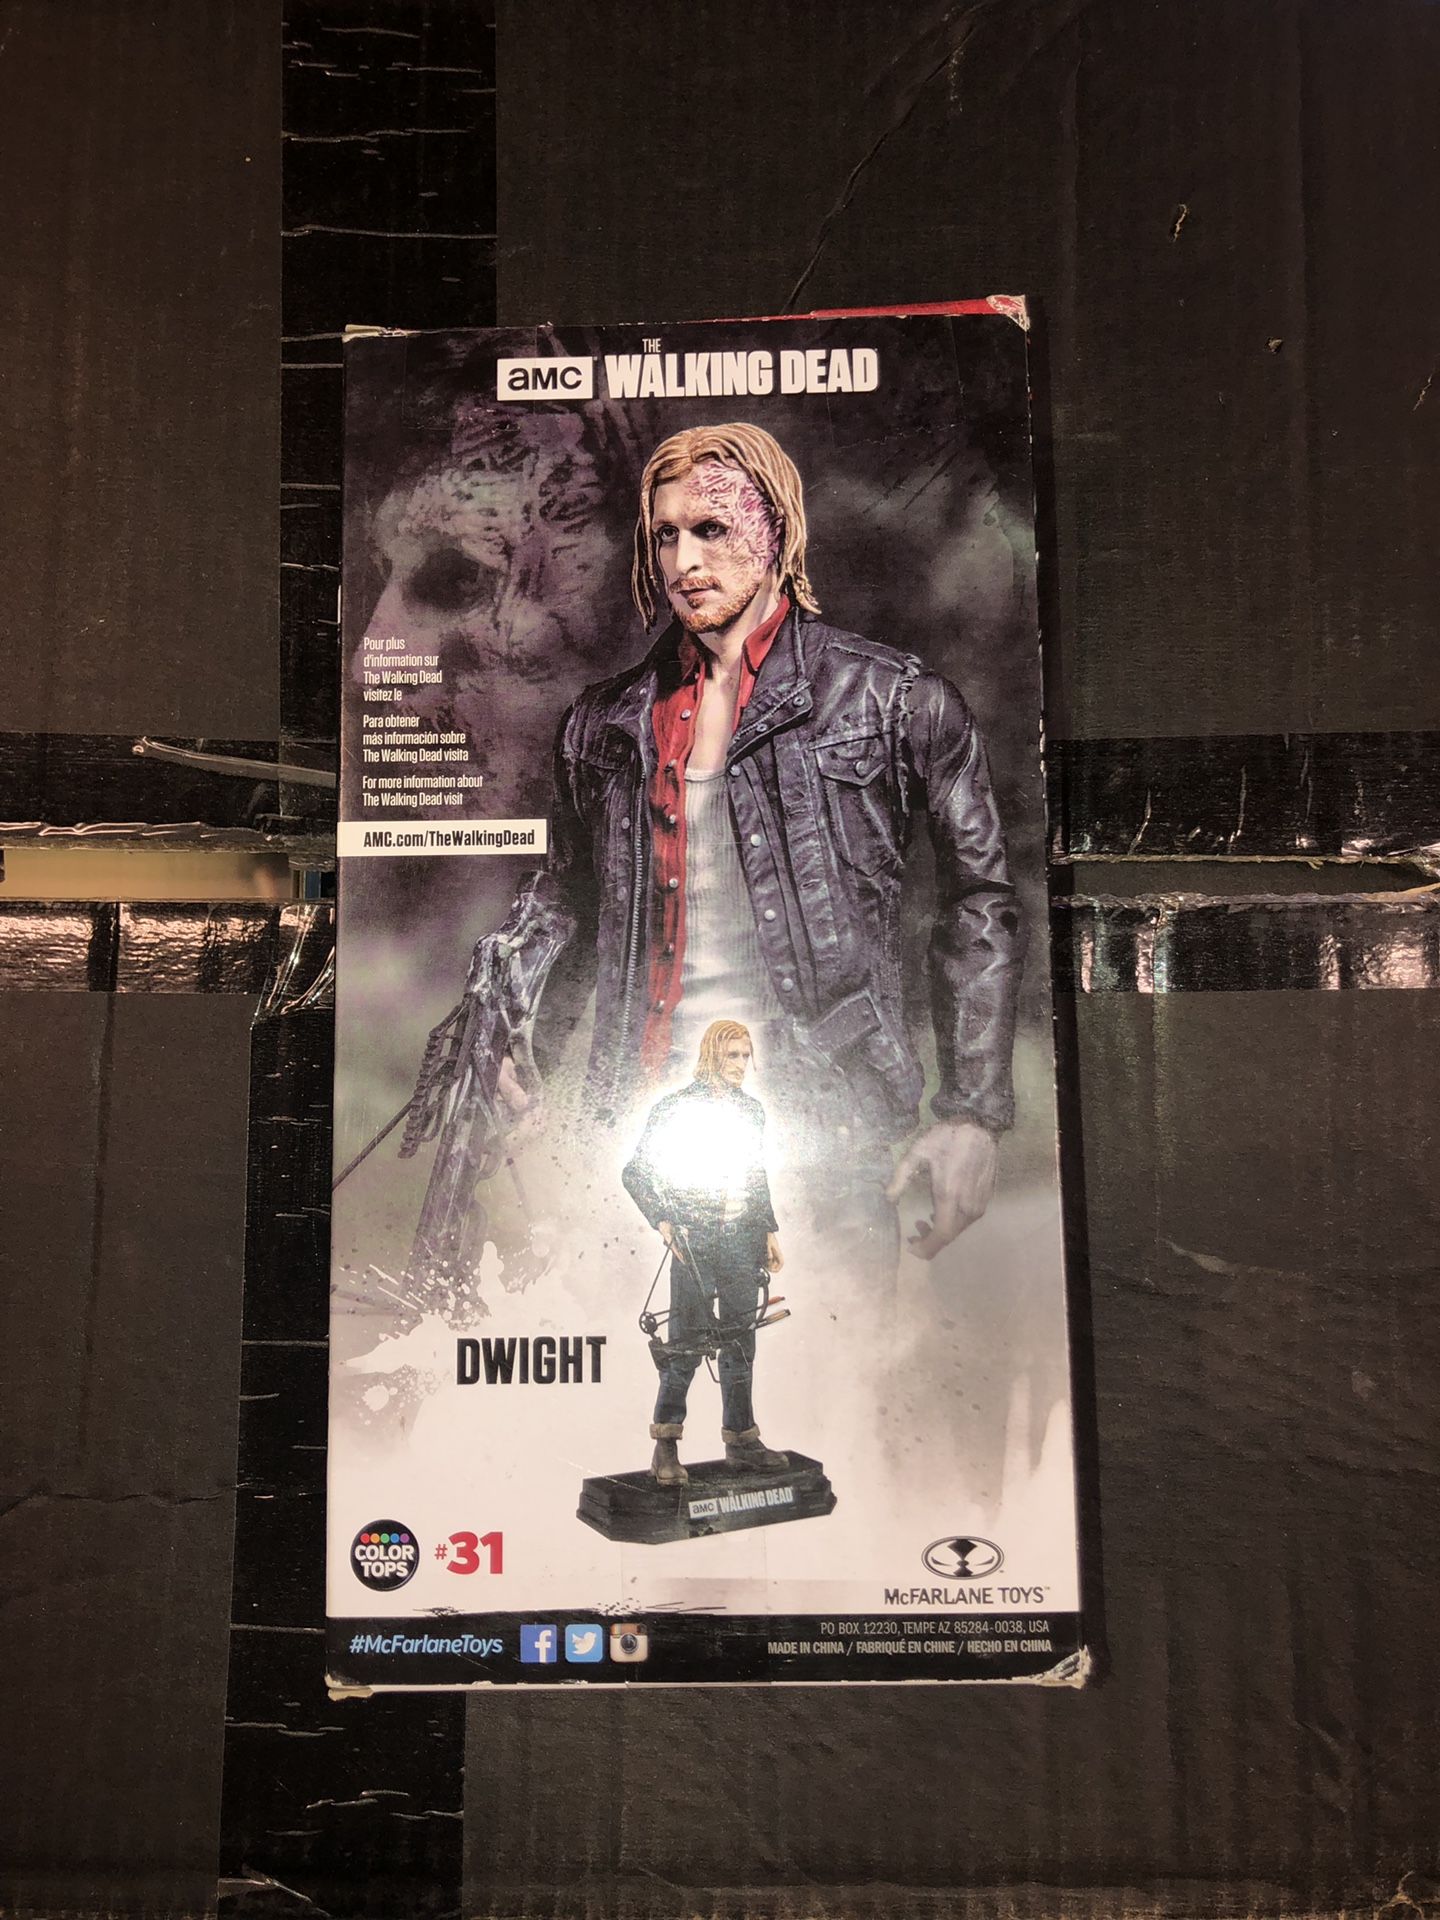 aMC THE WALKING DEAD
Pour plus
d'information sur
The Walking Dead
visitez le
Para obtener
más información sobre
The Walking Dead visita
For more information about
The Walking Dead visit
AMC.com/TheWalkingDead
DWIGHT
aMC THE WALKING DEAD
COLOR
TOPS
#31
McFARLANE TOYS™
#McFarlaneToys
PO BOX 12230, TEMPE AZ 85284-0038, USA
MADE IN CHINA / FABRIQUÉ EN CHINE / HECHO EN CHINA